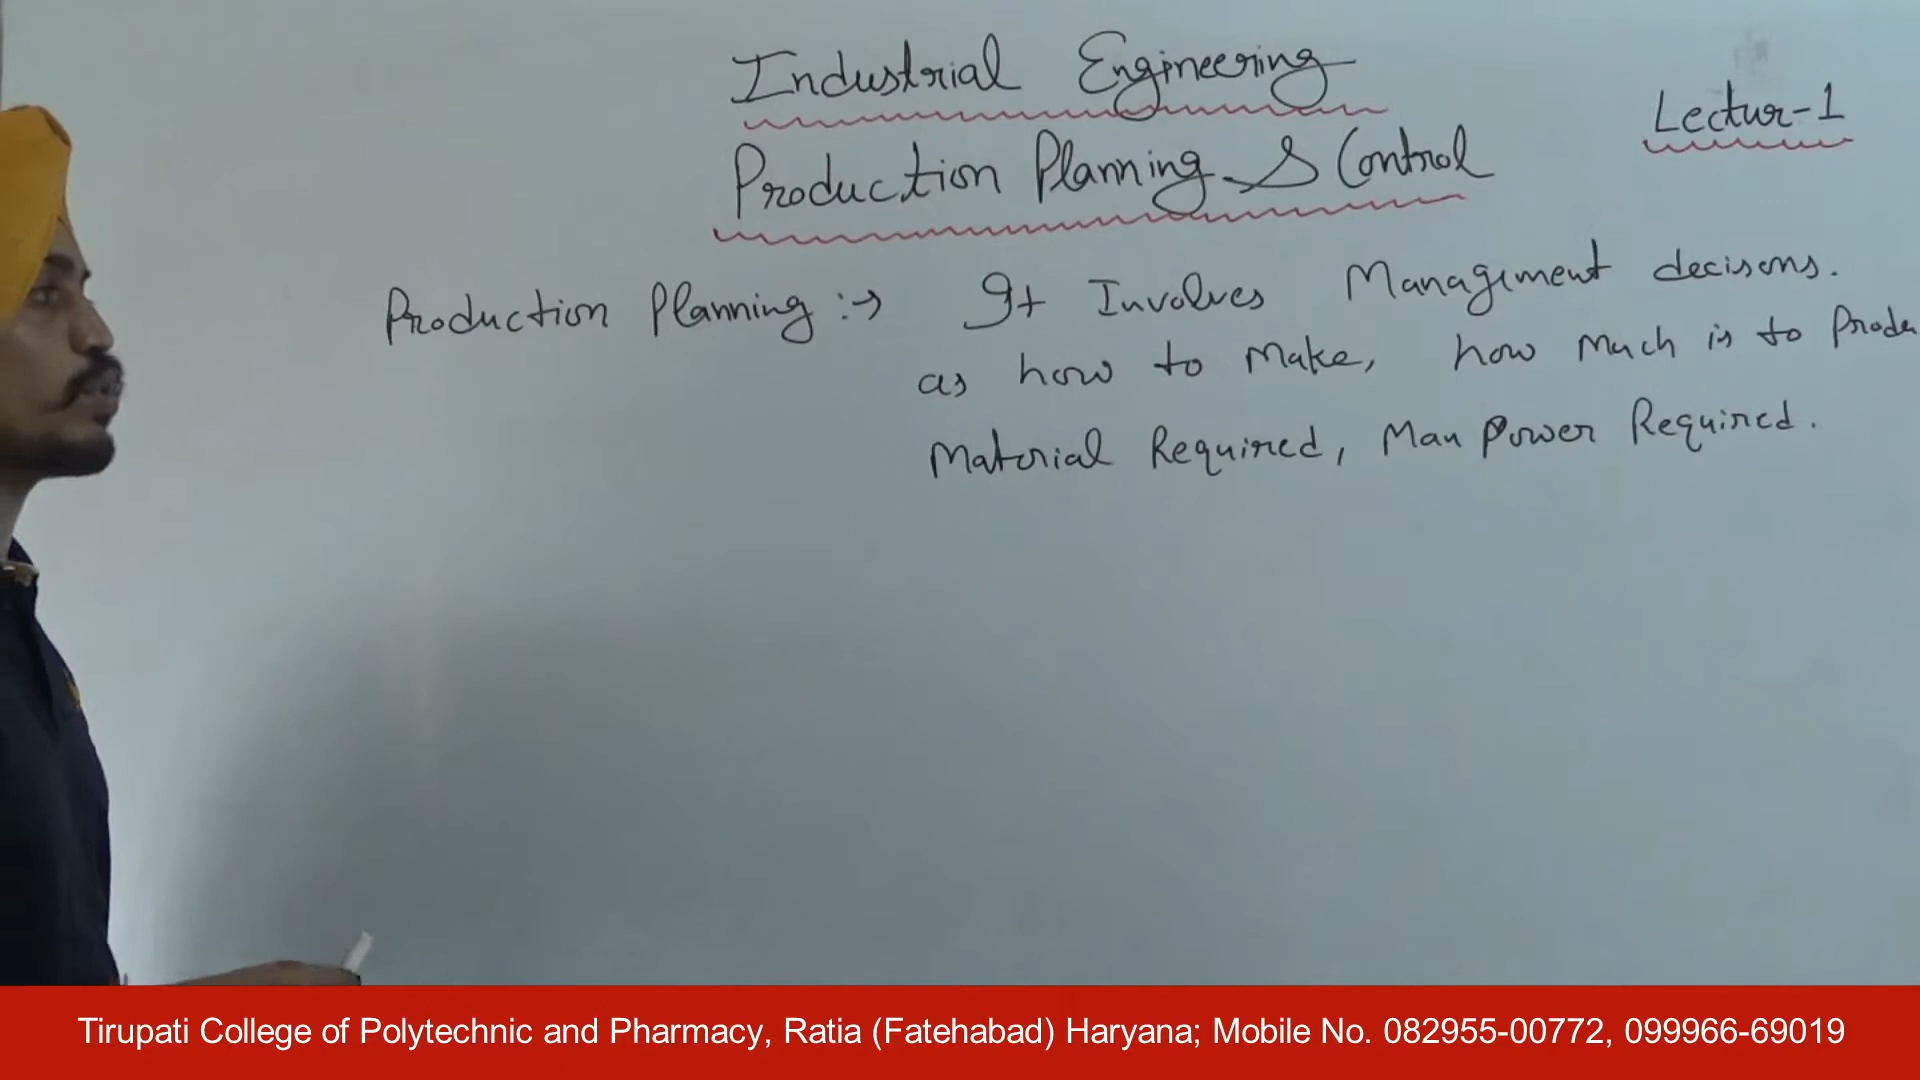 Industrial Engineering
Lectur-1
Production Planning & Control
Production Planning :→ It Involves Management decisons.
as how to Make, how Much is to Produ
Material Required, Man Power Required.
Tirupati College of Polytechnic and Pharmacy, Ratia (Fatehabad) Haryana; Mobile No. 082955-00772, 099966-69019